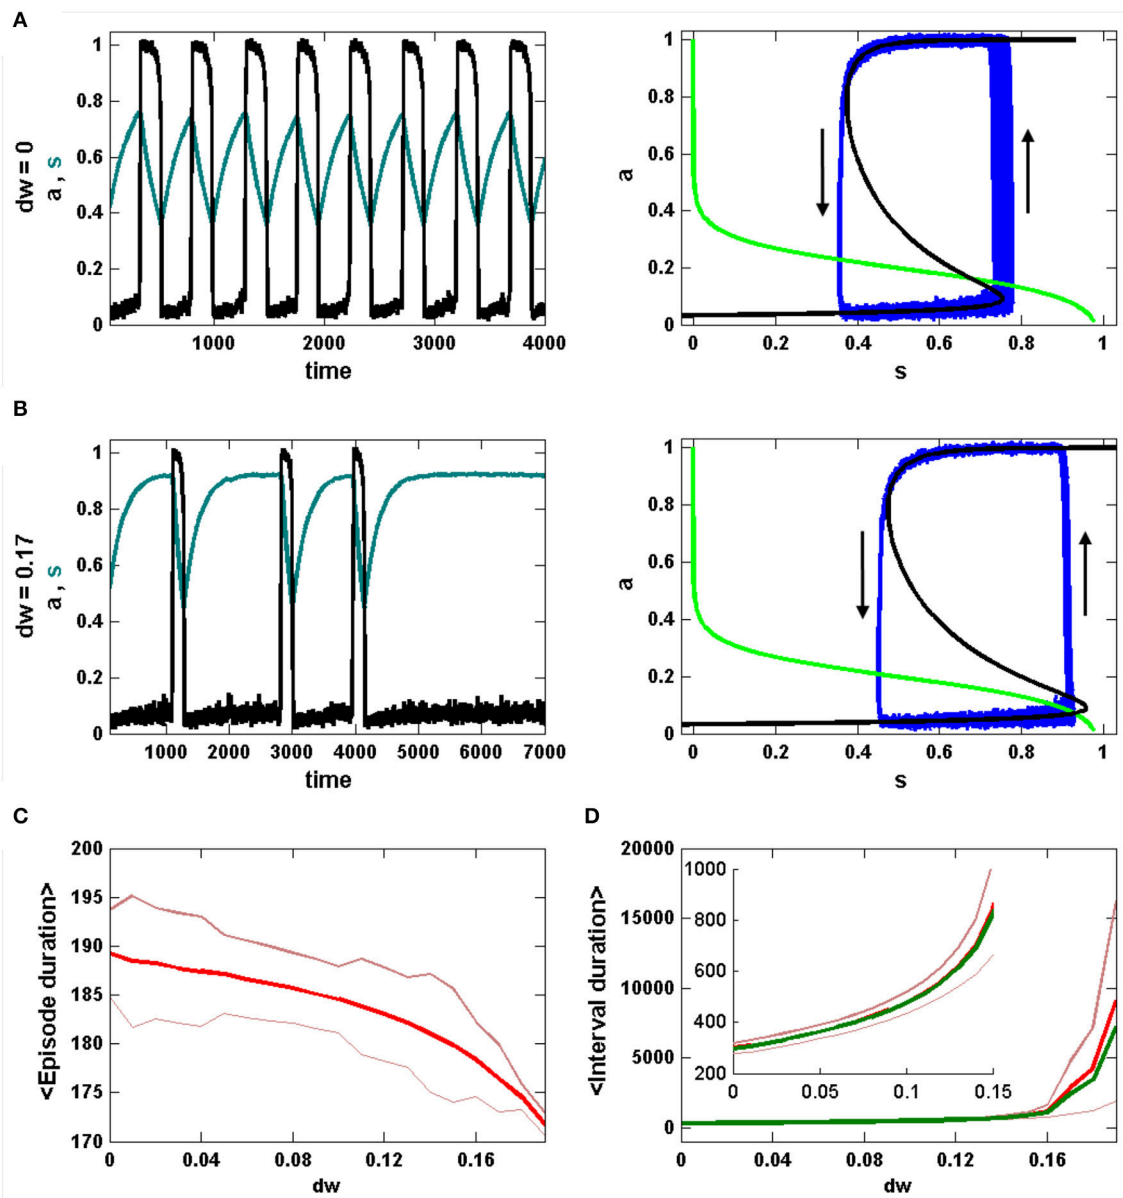 A
dw = 0
a , s
1
0.8
0.6
0.4
0.2
0
1000 2000 3000 4000
time
a
1
0.8
0.6
0.4
0.2
0
0 0.2 0.4 0.6 0.8 1
s
B
dw = 0.17
a , s
1
0.8
0.6
0.4
0.2
0
1000 2000 3000 4000 5000 6000 7000
time
a
1
0.8
0.6
0.4
0.2
0
0 0.2 0.4 0.6 0.8 1
s
C
<Episode duration>
200
195
190
185
180
175
170
0 0.04 0.08 0.12 0.16
dw
D
<Interval duration>
20000
15000
10000
5000
0
1000
800
600
400
200
0 0.05 0.1 0.15
0 0.04 0.08 0.12 0.16
dw